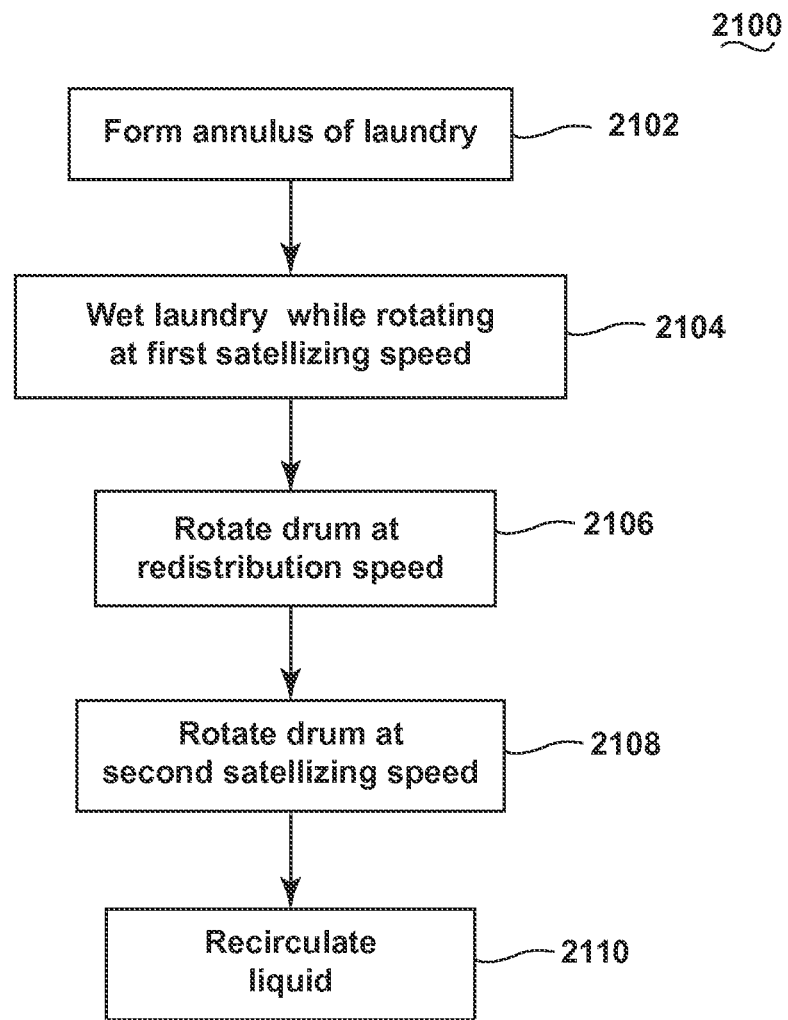 2100
Form annulus of laundry
2102
Wet laundry while rotating
at first satellizing speed
2104
Rotate drum at
redistribution speed
2106
Rotate drum at
second satellizing speed
2108
Recirculate
liquid
2110